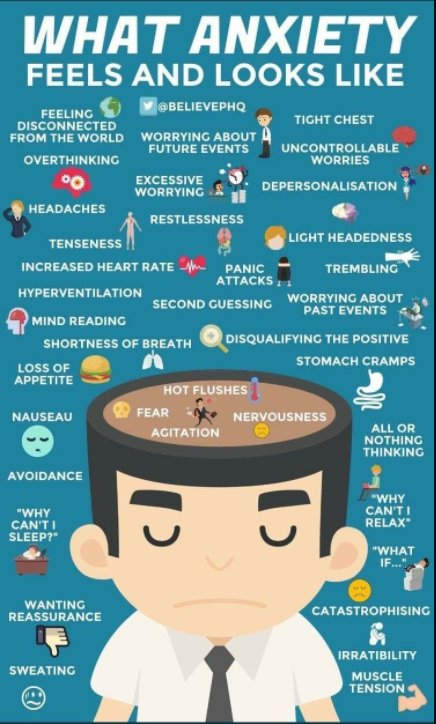 WHAT ANXIETY
FEELS AND LOOKS LIKE
@BELIEVEPHQ
FEELING
DISCONNECTED
FROM THE WORLD
WORRYING ABOUT
FUTURE EVENTS
TIGHT CHEST
UNCONTROLLABLE
WORRIES
OVERTHINKING
EXCESSIVE
WORRYING
DEPERSONALISATION
HEADACHES
RESTLESSNESS
TENSENESS
LIGHT HEADEDNESS
INCREASED HEART RATE
PANIC
ATTACKS
TREMBLING
HYPERVENTILATION
SECOND GUESSING
WORRYING ABOUT
PAST EVENTS
MIND READING
SHORTNESS OF BREATH
DISQUALIFYING THE POSITIVE
LOSS OF
APPETITE
STOMACH CRAMPS
HOT FLUSHES
FEAR
NERVOUSNESS
AGITATION
NAUSEAU
ALL OR
NOTHING
THINKING
AVOIDANCE
"WHY
CAN'T I
RELAX"
"WHY
CAN'T I
SLEEP?"
"WHAT
IF..."
WANTING
REASSURANCE
CATASTROPHISING
IRRATIBILITY
SWEATING
MUSCLE
TENSION